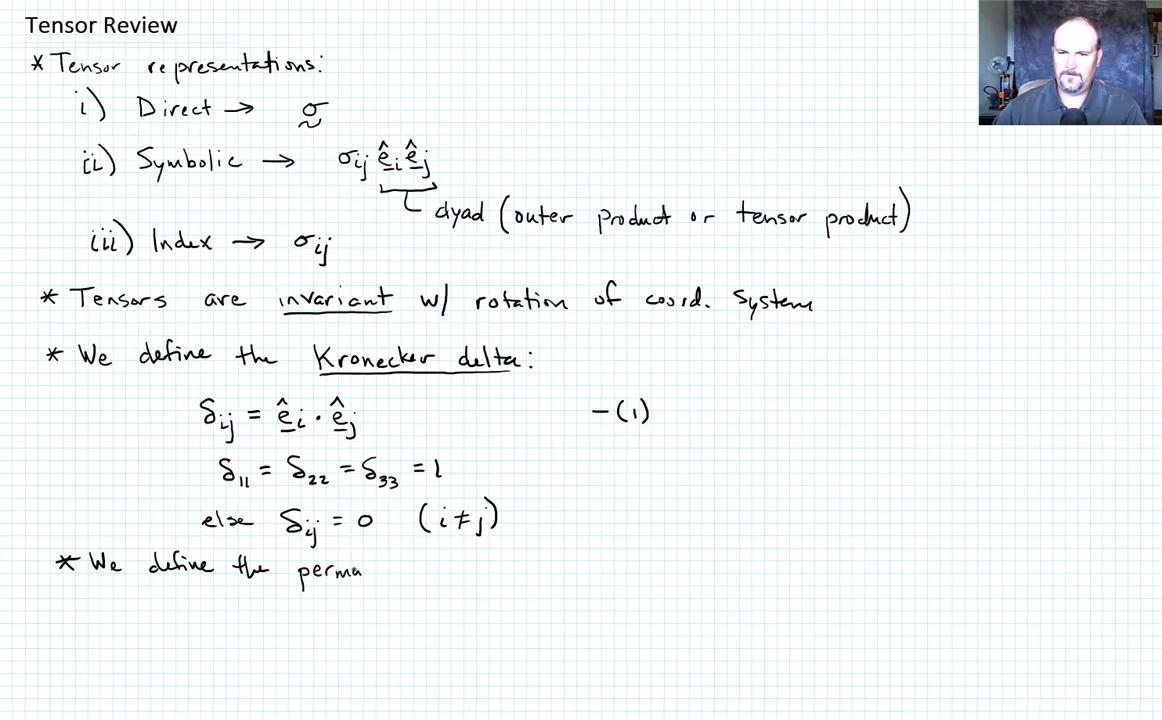 Tensor Review
* Tensor representations:
i) Direct → σ
ii) Symbolic → σij êi êj
dyad (outer product or tensor product)
iii) Index → σij
* Tensors are invariant w/ rotation of coord. system
* We define the Kronecker delta:
δij = êi · êj -(1)
δ11 = δ22 = δ33 = 1
else δij = 0 (i ≠ j)
* We define the perma